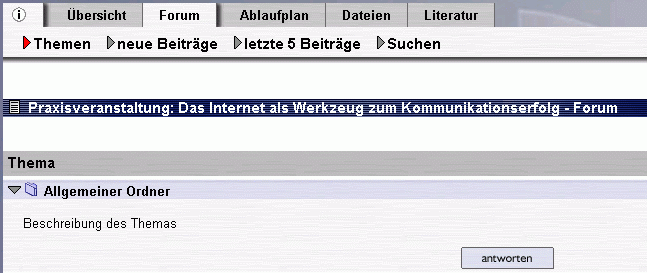 i Übersicht Forum Ablaufplan Dateien Literatur
Themen neue Beiträge letzte 5 Beiträge Suchen
Praxisveranstaltung: Das Internet als Werkzeug zum Kommunikationserfolg - Forum
Thema
Allgemeiner Ordner
Beschreibung des Themas
antworten